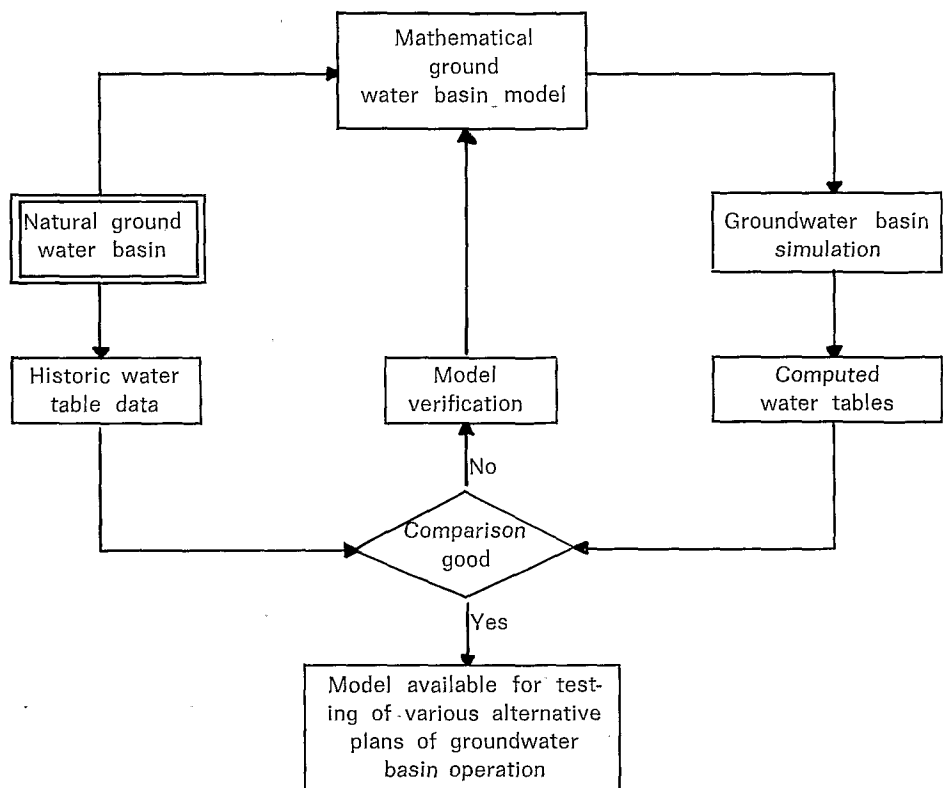 Mathematical
ground
water basin model
Natural ground
water basin
Groundwater basin
simulation
Historic water
table data
Model
verification
Computed
water tables
No
Comparison
good
Yes
Model available for test-
ing of various alternative
plans of groundwater
basin operation